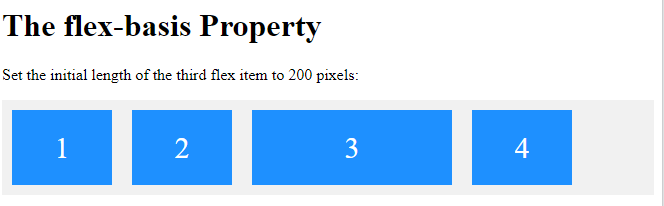 The flex-basis Property
Set the initial length of the third flex item to 200 pixels:
1 2 3 4